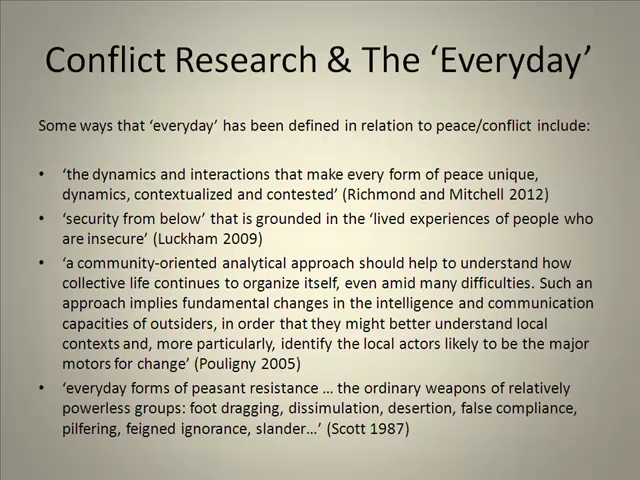 Conflict Research & The ‘Everyday’
Some ways that ‘everyday’ has been defined in relation to peace/conflict include:
• ‘the dynamics and interactions that make every form of peace unique,
dynamics, contextualized and contested’ (Richmond and Mitchell 2012)
• ‘security from below’ that is grounded in the ‘lived experiences of people who
are insecure’ (Luckham 2009)
• ‘a community-oriented analytical approach should help to understand how
collective life continues to organize itself, even amid many difficulties. Such an
approach implies fundamental changes in the intelligence and communication
capacities of outsiders, in order that they might better understand local
contexts and, more particularly, identify the local actors likely to be the major
motors for change’ (Pouligny 2005)
• ‘everyday forms of peasant resistance … the ordinary weapons of relatively
powerless groups: foot dragging, dissimulation, desertion, false compliance,
pilfering, feigned ignorance, slander…’ (Scott 1987)